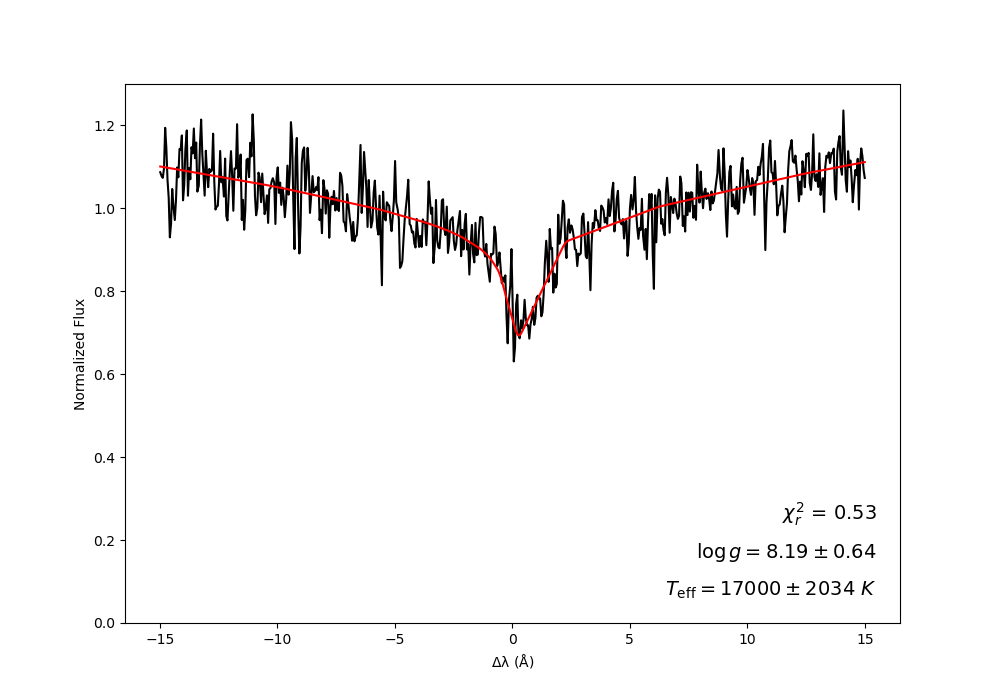 1.2
1.0
0.8
0.6
0.4
0.2
0.0
Normalized Flux
χ²ᵣ = 0.53
log g = 8.19 ± 0.64
T_eff = 17000 ± 2034 K
−15 −10 −5 0 5 10 15
Δλ (Å)